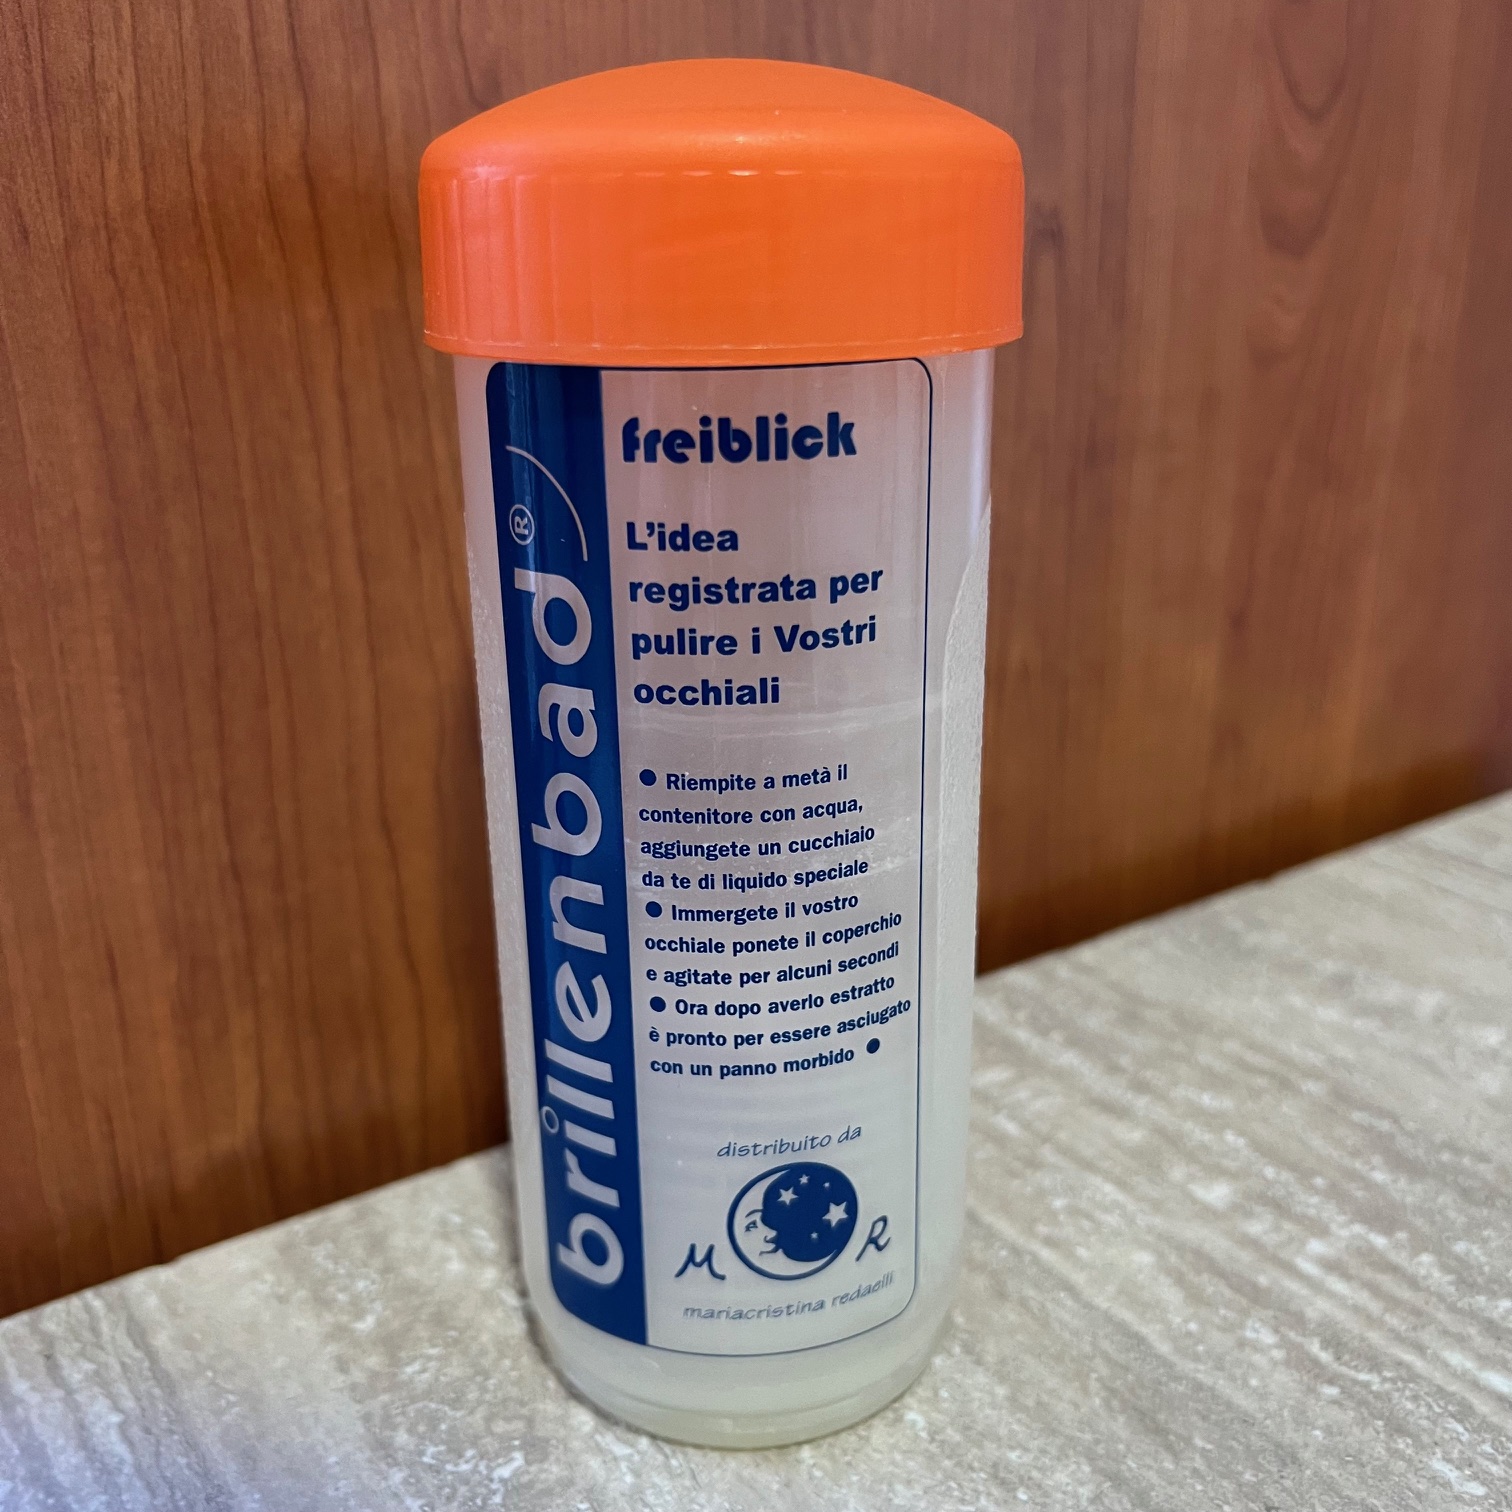 brillenbad®
freiblick
L’idea
registrata per
pulire i Vostri
occhiali
● Riempite a metà il
contenitore con acqua,
aggiungete un cucchiaio
da te di liquido speciale
● Immergete il vostro
occhiale ponete il coperchio
e agitate per alcuni secondi
● Ora dopo averlo estratto
è pronto per essere asciugato
con un panno morbido ●
distribuito da
M R
mariacristina redaelli